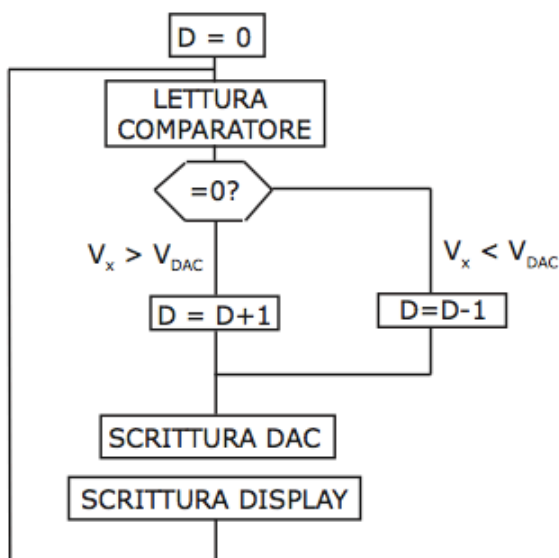 D = 0
LETTURA
COMPARATORE
=0?
Vx > VDAC
Vx < VDAC
D = D+1
D=D-1
SCRITTURA DAC
SCRITTURA DISPLAY